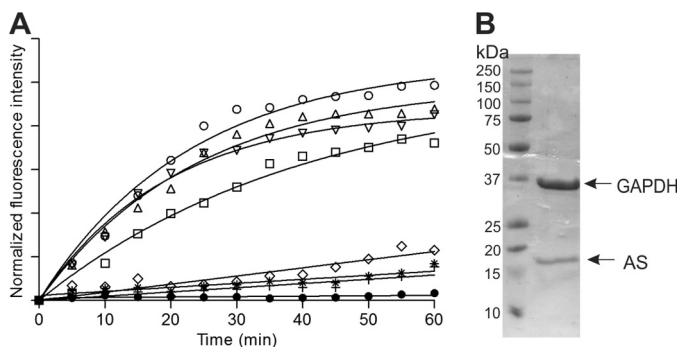 A
Normalized fluorescence intensity
0 10 20 30 40 50 60
Time (min)
B
kDa
250
150
100
75
50
37
25
20
15
10
GAPDH
AS